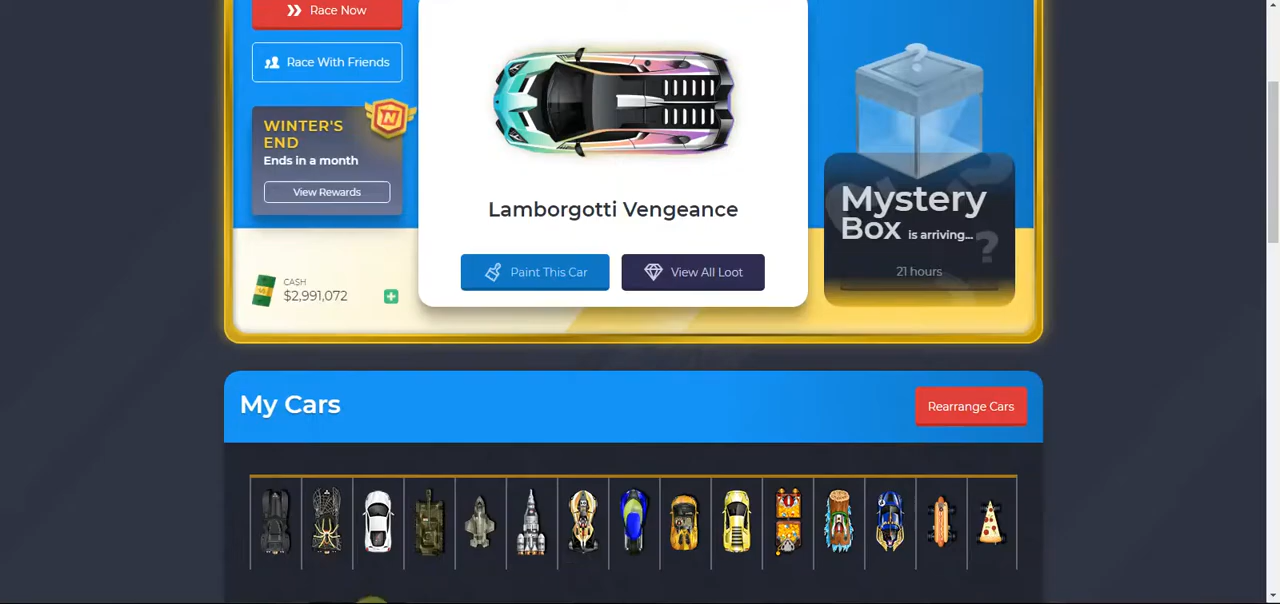 Race Now
Race With Friends
WINTER'S
END
Ends in a month
View Rewards
CASH
$2,991,072
Lamborgotti Vengeance
Paint This Car
View All Loot
Mystery
Box is arriving...
21 hours
My Cars
Rearrange Cars